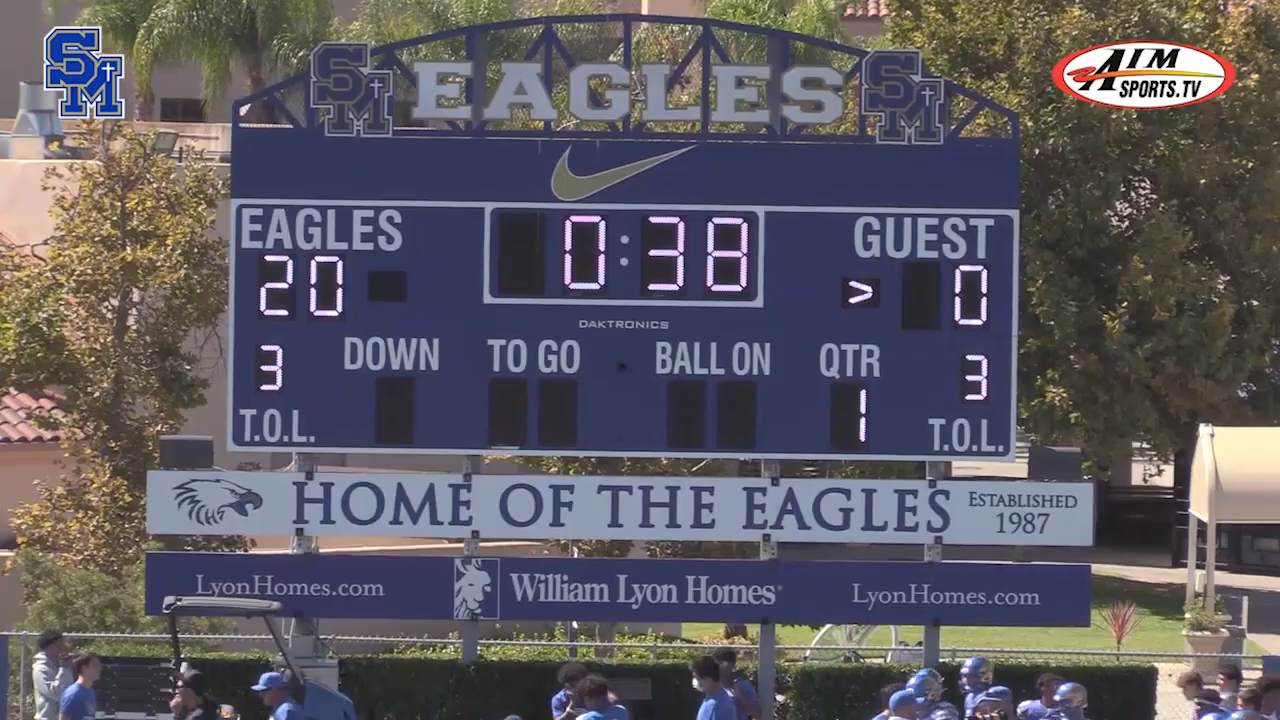 SM
AIM
SPORTS.TV
SM EAGLES SM
EAGLES
0:38
GUEST
20
> 0
DAKTRONICS
DOWN TO GO BALL ON QTR
3
1
3
T.O.L.
T.O.L.
HOME OF THE EAGLES
ESTABLISHED
1987
LyonHomes.com
William Lyon Homes
LyonHomes.com